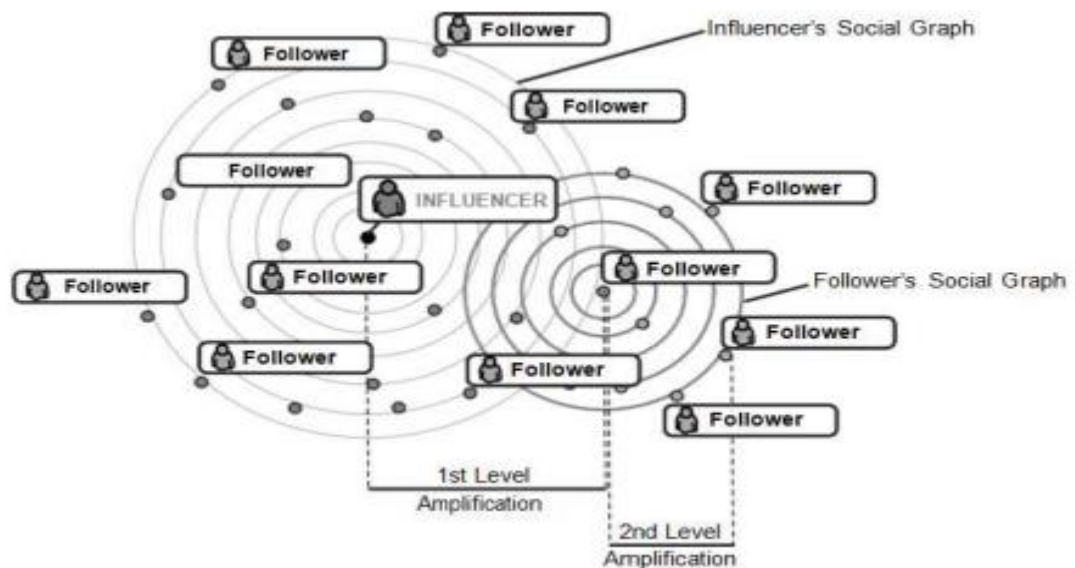 Follower
Influencer's Social Graph
Follower
Follower
Follower
INFLUENCER
Follower
Follower
Follower
Follower
Follower's Social Graph
Follower
Follower
Follower
Follower
1st Level
Amplification
2nd Level
Amplification